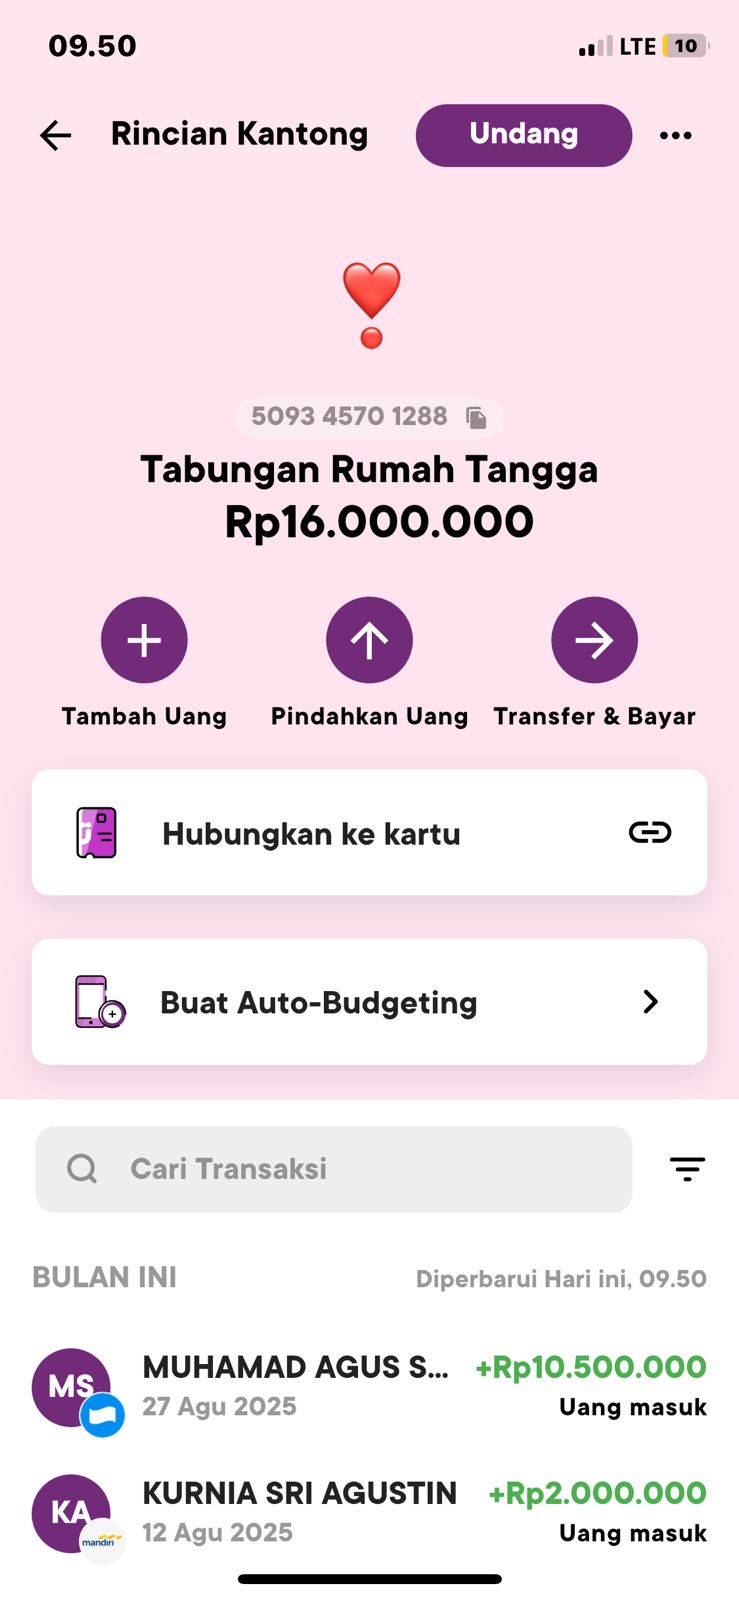 09.50
LTE 10
Rincian Kantong
Undang
5093 4570 1288
Tabungan Rumah Tangga
Rp16.000.000
Tambah Uang
Pindahkan Uang
Transfer & Bayar
Hubungkan ke kartu
Buat Auto-Budgeting
Cari Transaksi
BULAN INI
Diperbarui Hari ini, 09.50
MS
MUHAMAD AGUS S...
+Rp10.500.000
27 Agu 2025
Uang masuk
KA
mandiri
KURNIA SRI AGUSTIN
+Rp2.000.000
12 Agu 2025
Uang masuk